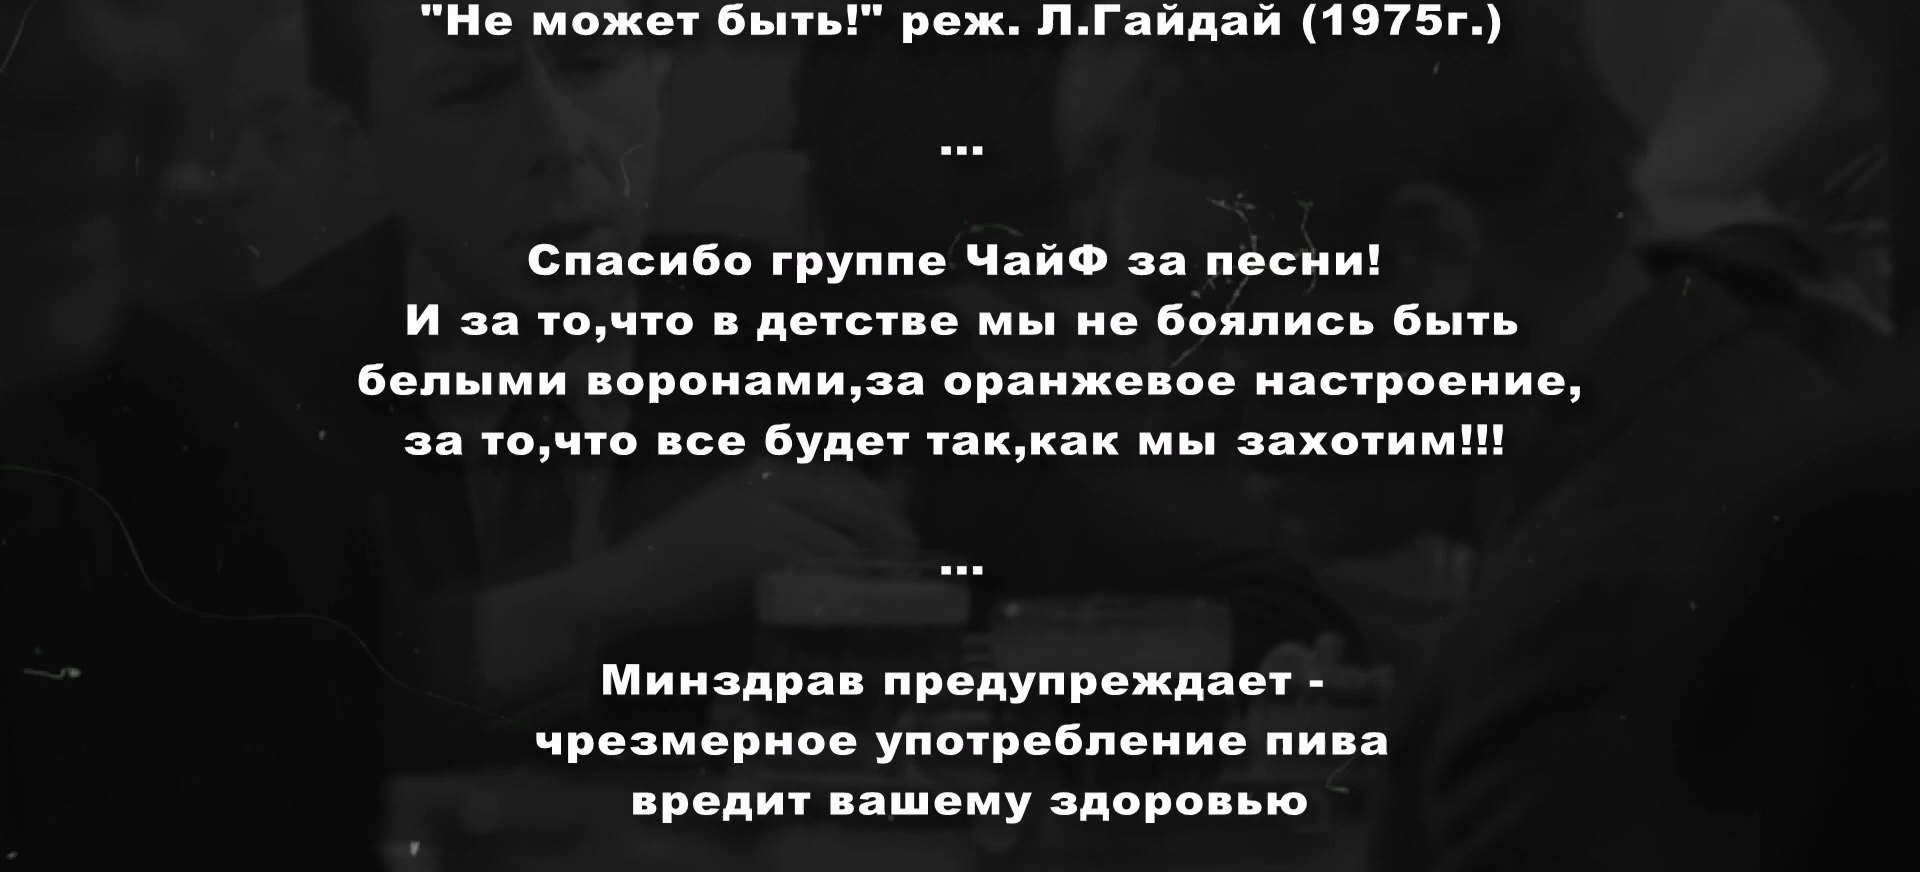 "Не может быть!" реж. Л.Гайдай (1975г.)
...
Спасибо группе ЧайФ за песни!
И за то,что в детстве мы не боялись быть
белыми воронами,за оранжевое настроение,
за то,что все будет так,как мы захотим!!!
...
Минздрав предупреждает -
чрезмерное употребление пива
вредит вашему здоровью